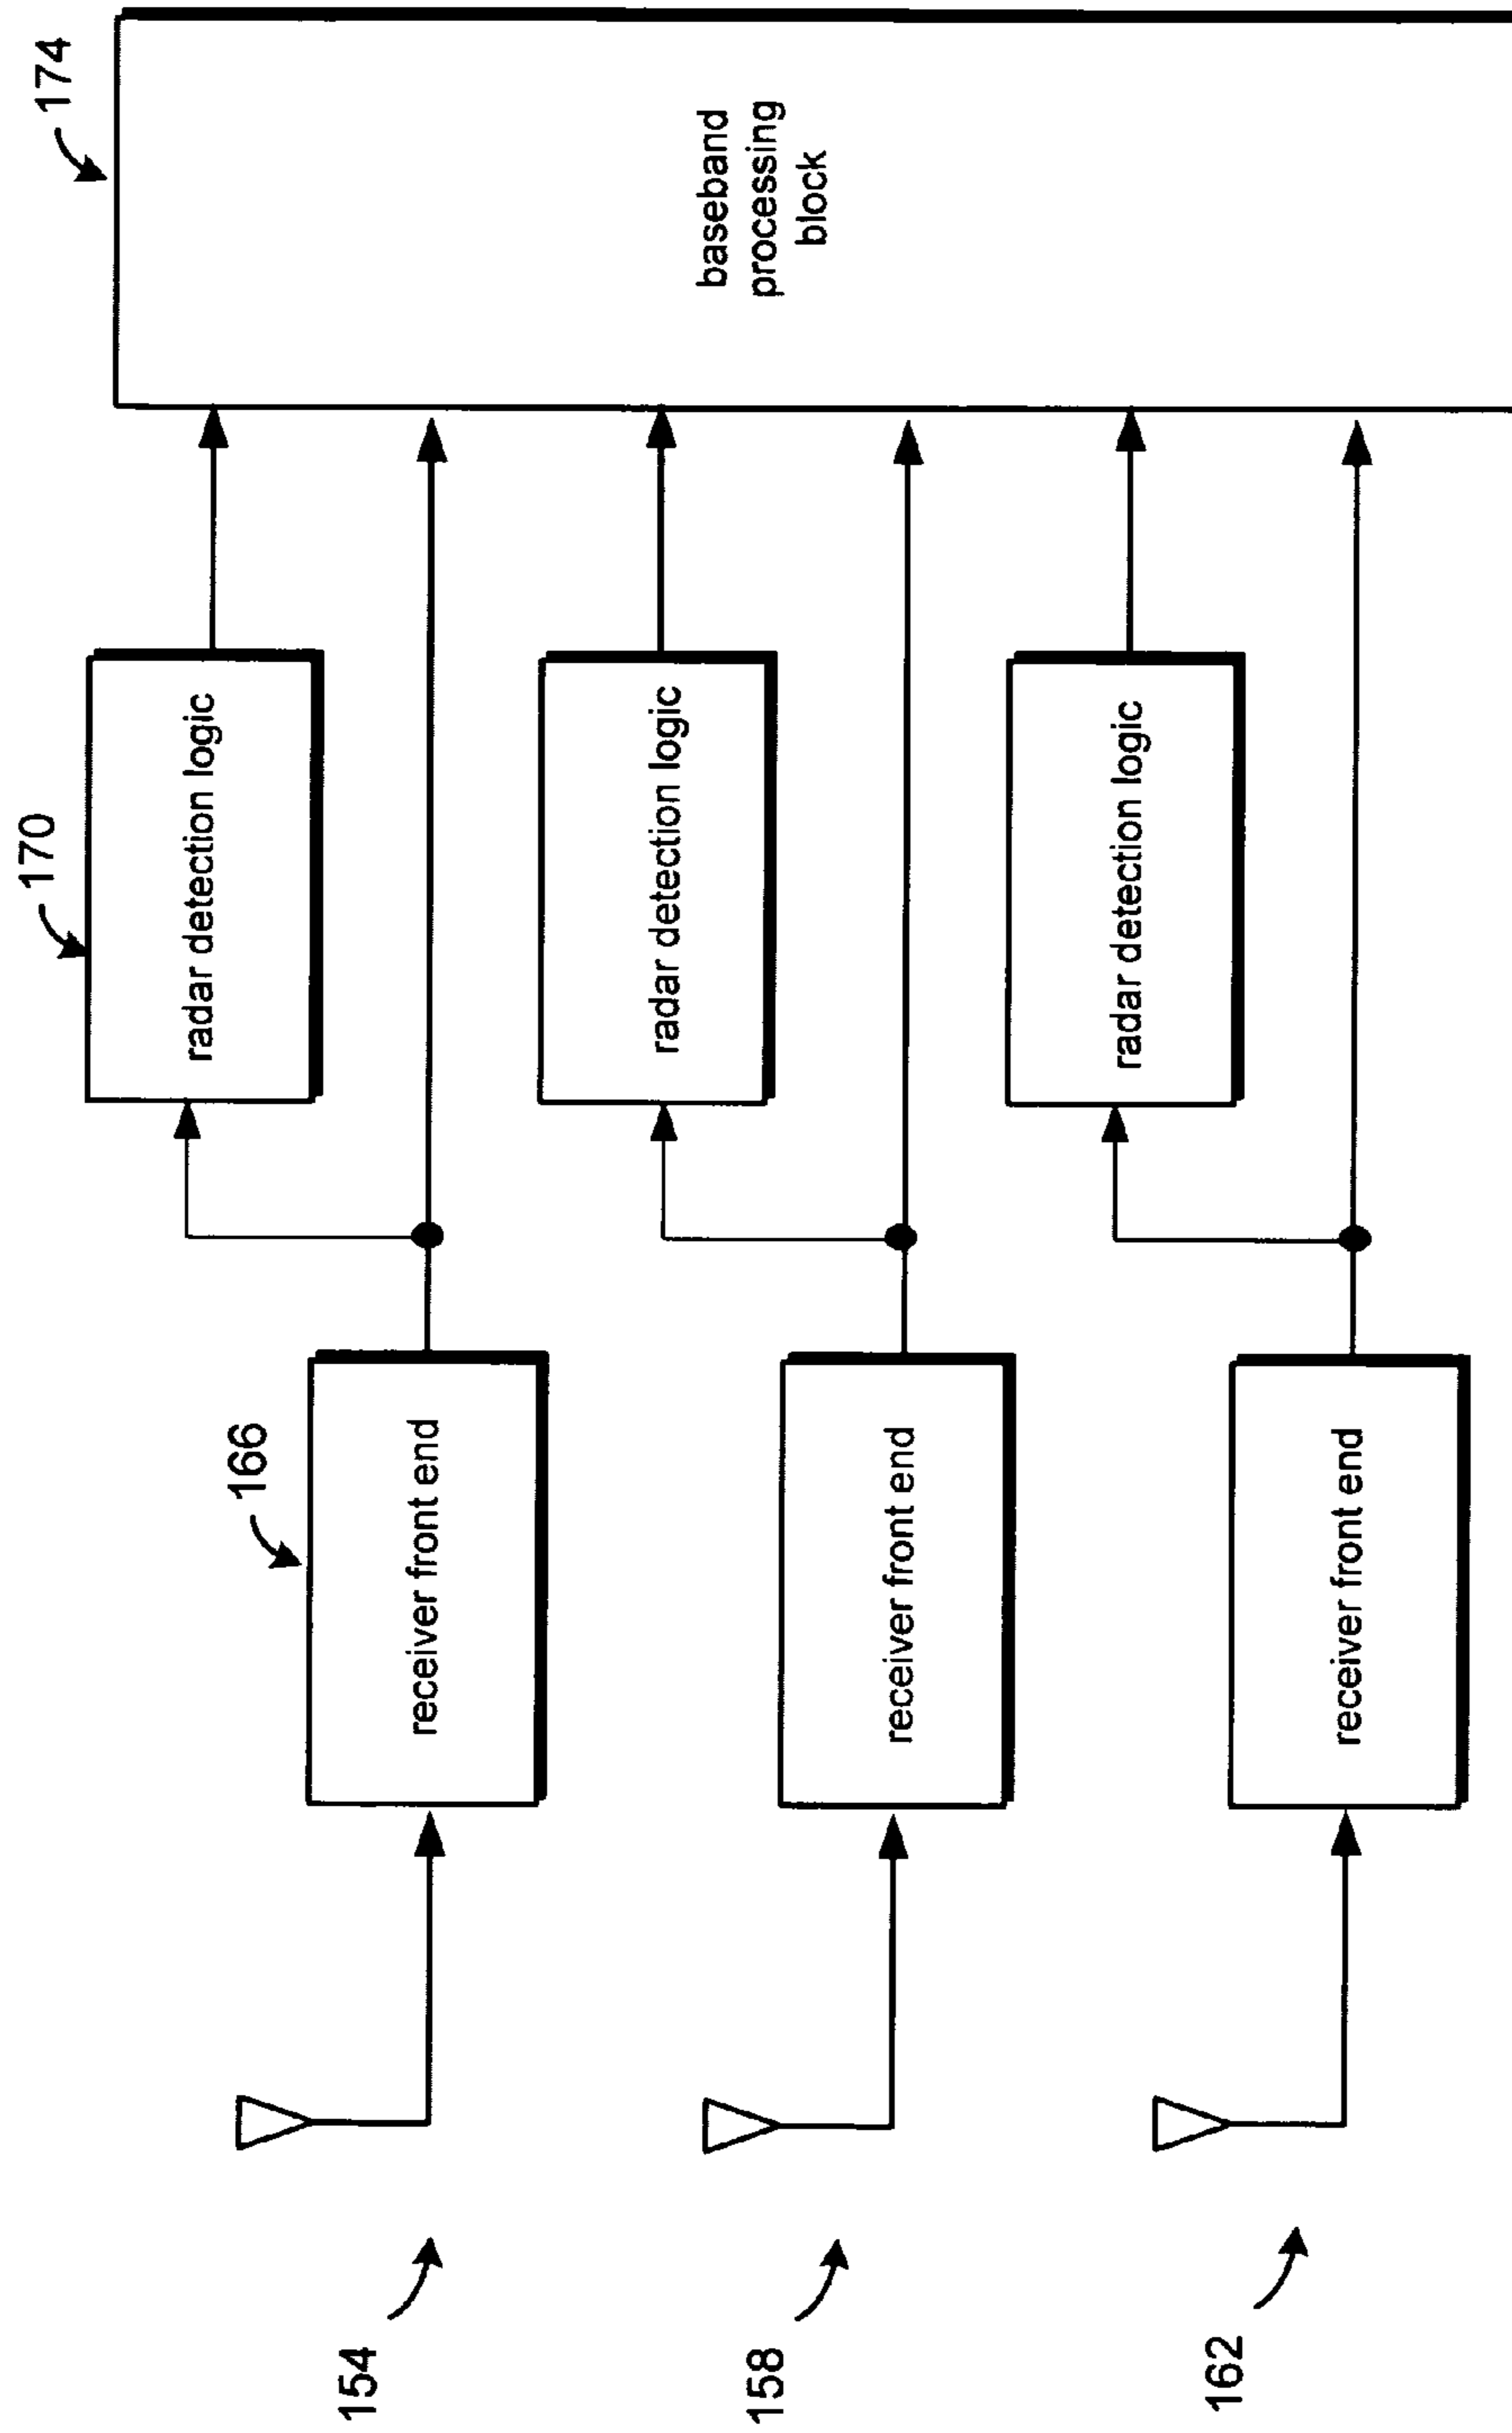 154
158
162
166
receiver front end
receiver front end
receiver front end
170
radar detection logic
radar detection logic
radar detection logic
174
baseband
processing
block